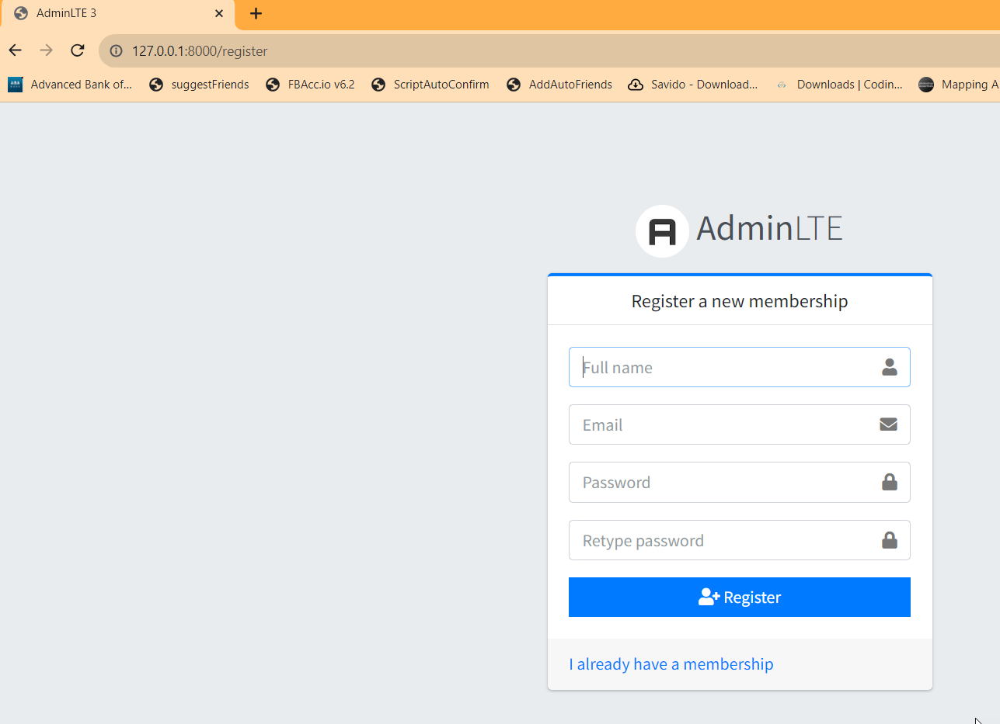 AdminLTE 3
127.0.0.1:8000/register
Advanced Bank of... suggestFriends FBAcc.io v6.2 ScriptAutoConfirm AddAutoFriends Savido - Download... Downloads | Codin... Mapping A
AdminLTE
Register a new membership
Full name
Email
Password
Retype password
Register
I already have a membership